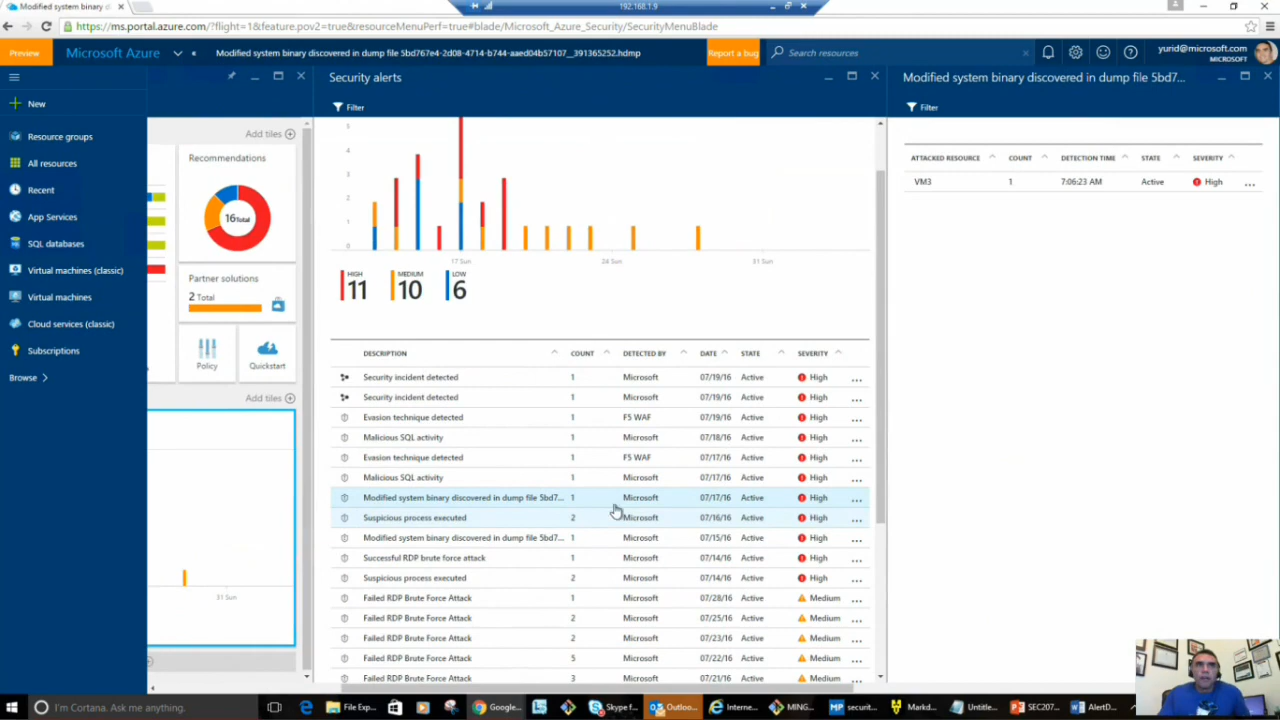 Modified system binary d
192.168.1.9
https://ms.portal.azure.com/?flight=1&feature.pov2=true&resourceMenuPerf=true#blade/Microsoft_Azure_Security/SecurityMenuBlade
Preview
Microsoft Azure
Modified system binary discovered in dump file 5bd767e4-2d08-4714-b744-aaed04b57107__391365252.hdmp
Report a bug
Search resources
yurid@microsoft.com
MICROSOFT
New
Resource groups
All resources
Recent
App Services
SQL databases
Virtual machines (classic)
Virtual machines
Cloud services (classic)
Subscriptions
Browse
Add tiles
Recommendations
16 Total
Partner solutions
2 Total
Policy
Quickstart
Add tiles
31 Sun
Security alerts
Filter
5
4
3
2
1
0
17 Sun 24 Sun 31 Sun
HIGH MEDIUM LOW
11 10 6
DESCRIPTION COUNT DETECTED BY DATE STATE SEVERITY
Security incident detected 1 Microsoft 07/19/16 Active High ...
Security incident detected 1 Microsoft 07/19/16 Active High ...
Evasion technique detected 1 F5 WAF 07/19/16 Active High ...
Malicious SQL activity 1 Microsoft 07/18/16 Active High ...
Evasion technique detected 1 F5 WAF 07/17/16 Active High ...
Malicious SQL activity 1 Microsoft 07/17/16 Active High ...
Modified system binary discovered in dump file 5bd7... 1 Microsoft 07/17/16 Active High ...
Suspicious process executed 2 Microsoft 07/16/16 Active High ...
Modified system binary discovered in dump file 5bd7... 1 Microsoft 07/15/16 Active High ...
Successful RDP brute force attack 1 Microsoft 07/14/16 Active High ...
Suspicious process executed 2 Microsoft 07/14/16 Active High ...
Failed RDP Brute Force Attack 1 Microsoft 07/28/16 Active Medium ...
Failed RDP Brute Force Attack 2 Microsoft 07/25/16 Active Medium ...
Failed RDP Brute Force Attack 2 Microsoft 07/23/16 Active Medium ...
Failed RDP Brute Force Attack 5 Microsoft 07/22/16 Active Medium ...
Failed RDP Brute Force Attack 3 Microsoft 07/21/16 Active Medium ...
Modified system binary discovered in dump file 5bd7...
Filter
ATTACKED RESOURCE COUNT DETECTION TIME STATE SEVERITY
VM3 1 7:06:23 AM Active High ...
I'm Cortana. Ask me anything.
File Exp...
Google...
Skype f...
Outloo...
Interne...
MING...
securit...
Markd...
Untitle...
SEC207...
AlertD...